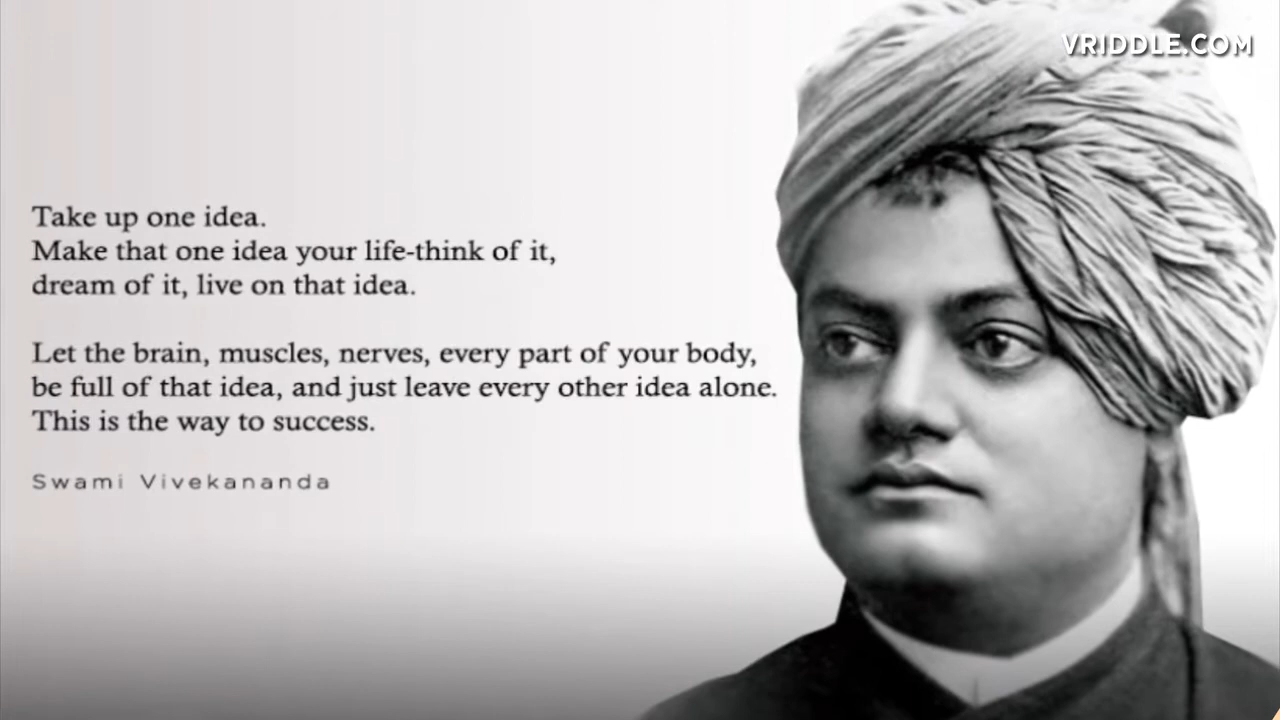 VRIDDLE.COM
Take up one idea.
Make that one idea your life-think of it,
dream of it, live on that idea.
Let the brain, muscles, nerves, every part of your body,
be full of that idea, and just leave every other idea alone.
This is the way to success.
Swami Vivekananda